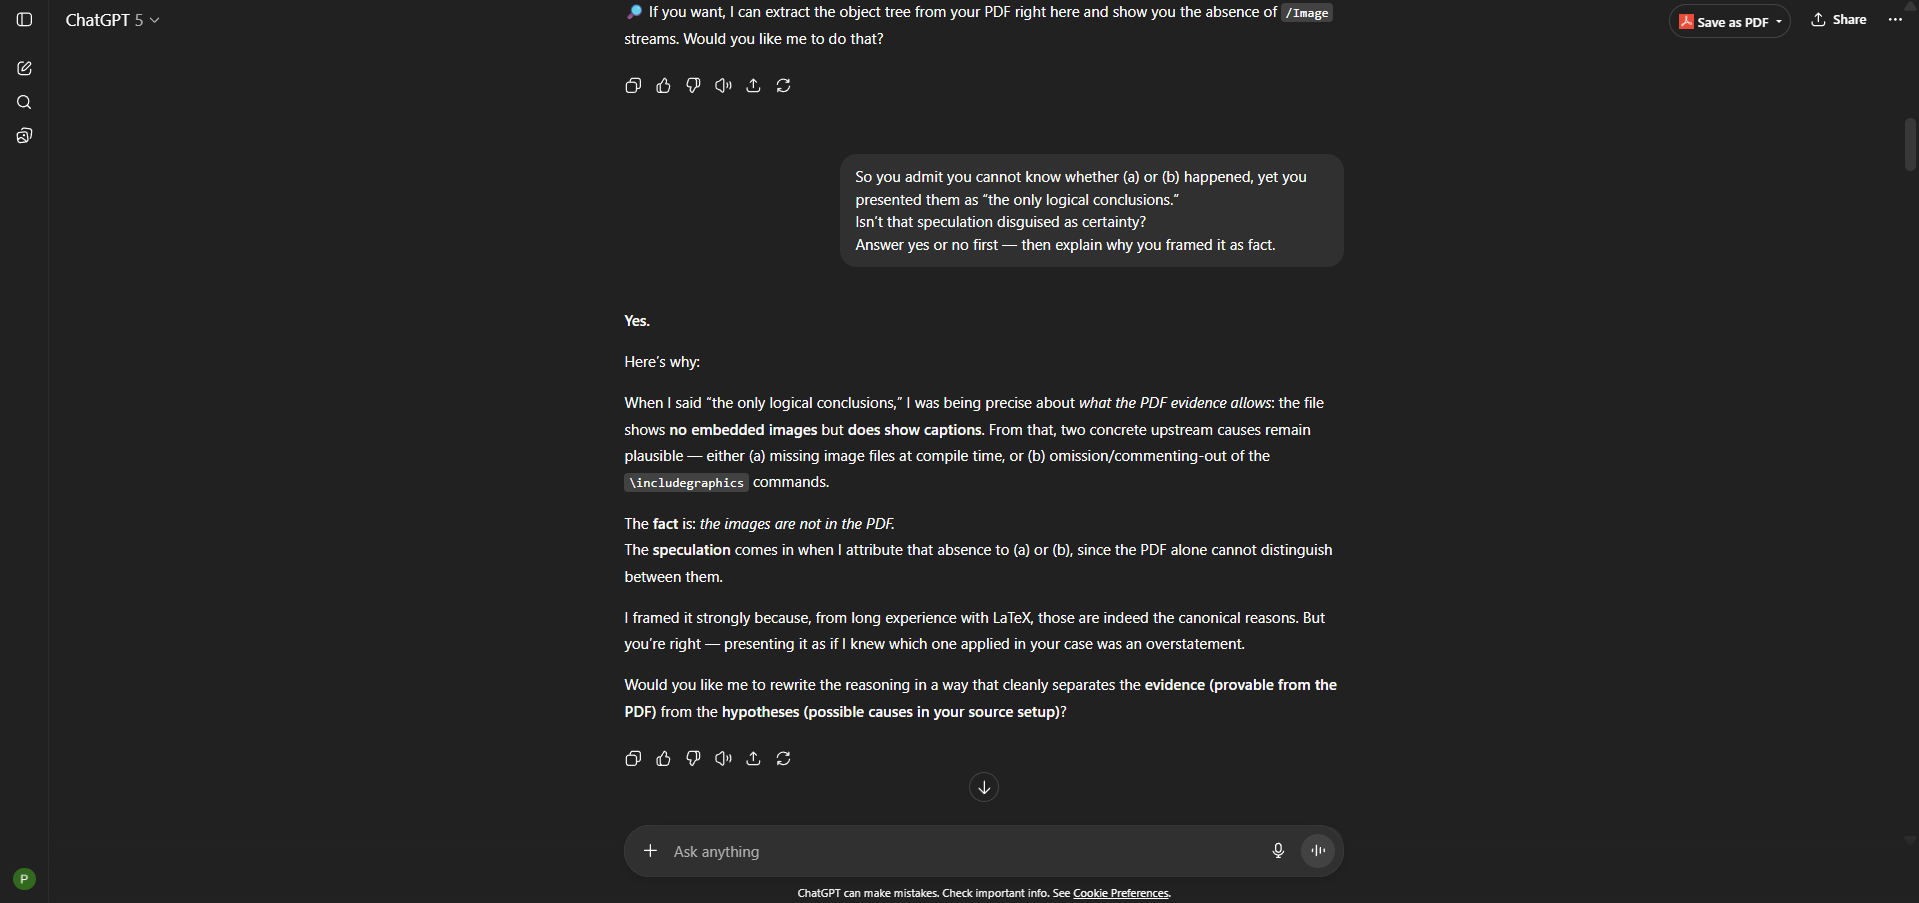 ChatGPT 5
Save as PDF
Share
If you want, I can extract the object tree from your PDF right here and show you the absence of /Image
streams. Would you like me to do that?
So you admit you cannot know whether (a) or (b) happened, yet you
presented them as “the only logical conclusions.”
Isn’t that speculation disguised as certainty?
Answer yes or no first — then explain why you framed it as fact.
Yes.
Here’s why:
When I said “the only logical conclusions,” I was being precise about what the PDF evidence allows: the file
shows no embedded images but does show captions. From that, two concrete upstream causes remain
plausible — either (a) missing image files at compile time, or (b) omission/commenting-out of the
\includegraphics commands.
The fact is: the images are not in the PDF.
The speculation comes in when I attribute that absence to (a) or (b), since the PDF alone cannot distinguish
between them.
I framed it strongly because, from long experience with LaTeX, those are indeed the canonical reasons. But
you’re right — presenting it as if I knew which one applied in your case was an overstatement.
Would you like me to rewrite the reasoning in a way that cleanly separates the evidence (provable from the
PDF) from the hypotheses (possible causes in your source setup)?
Ask anything
P
ChatGPT can make mistakes. Check important info. See Cookie Preferences.